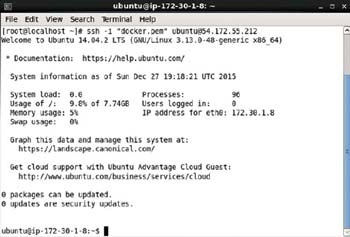 ubuntu@ip-172-30-1-8: ~
File Edit View Search Terminal Help
[root@localhost ~]# ssh -i "docker.pem" ubuntu@54.172.55.212
Welcome to Ubuntu 14.04.2 LTS (GNU/Linux 3.13.0-48-generic x86_64)
* Documentation: https://help.ubuntu.com/
System information as of Sun Dec 27 19:18:21 UTC 2015
System load: 0.0 Processes: 96
Usage of /: 9.8% of 7.74GB Users logged in: 0
Memory usage: 5% IP address for eth0: 172.30.1.8
Swap usage: 0%
Graph this data and manage this system at:
https://landscape.canonical.com/
Get cloud support with Ubuntu Advantage Cloud Guest:
http://www.ubuntu.com/business/services/cloud
0 packages can be updated.
0 updates are security updates.
ubuntu@ip-172-30-1-8:~$